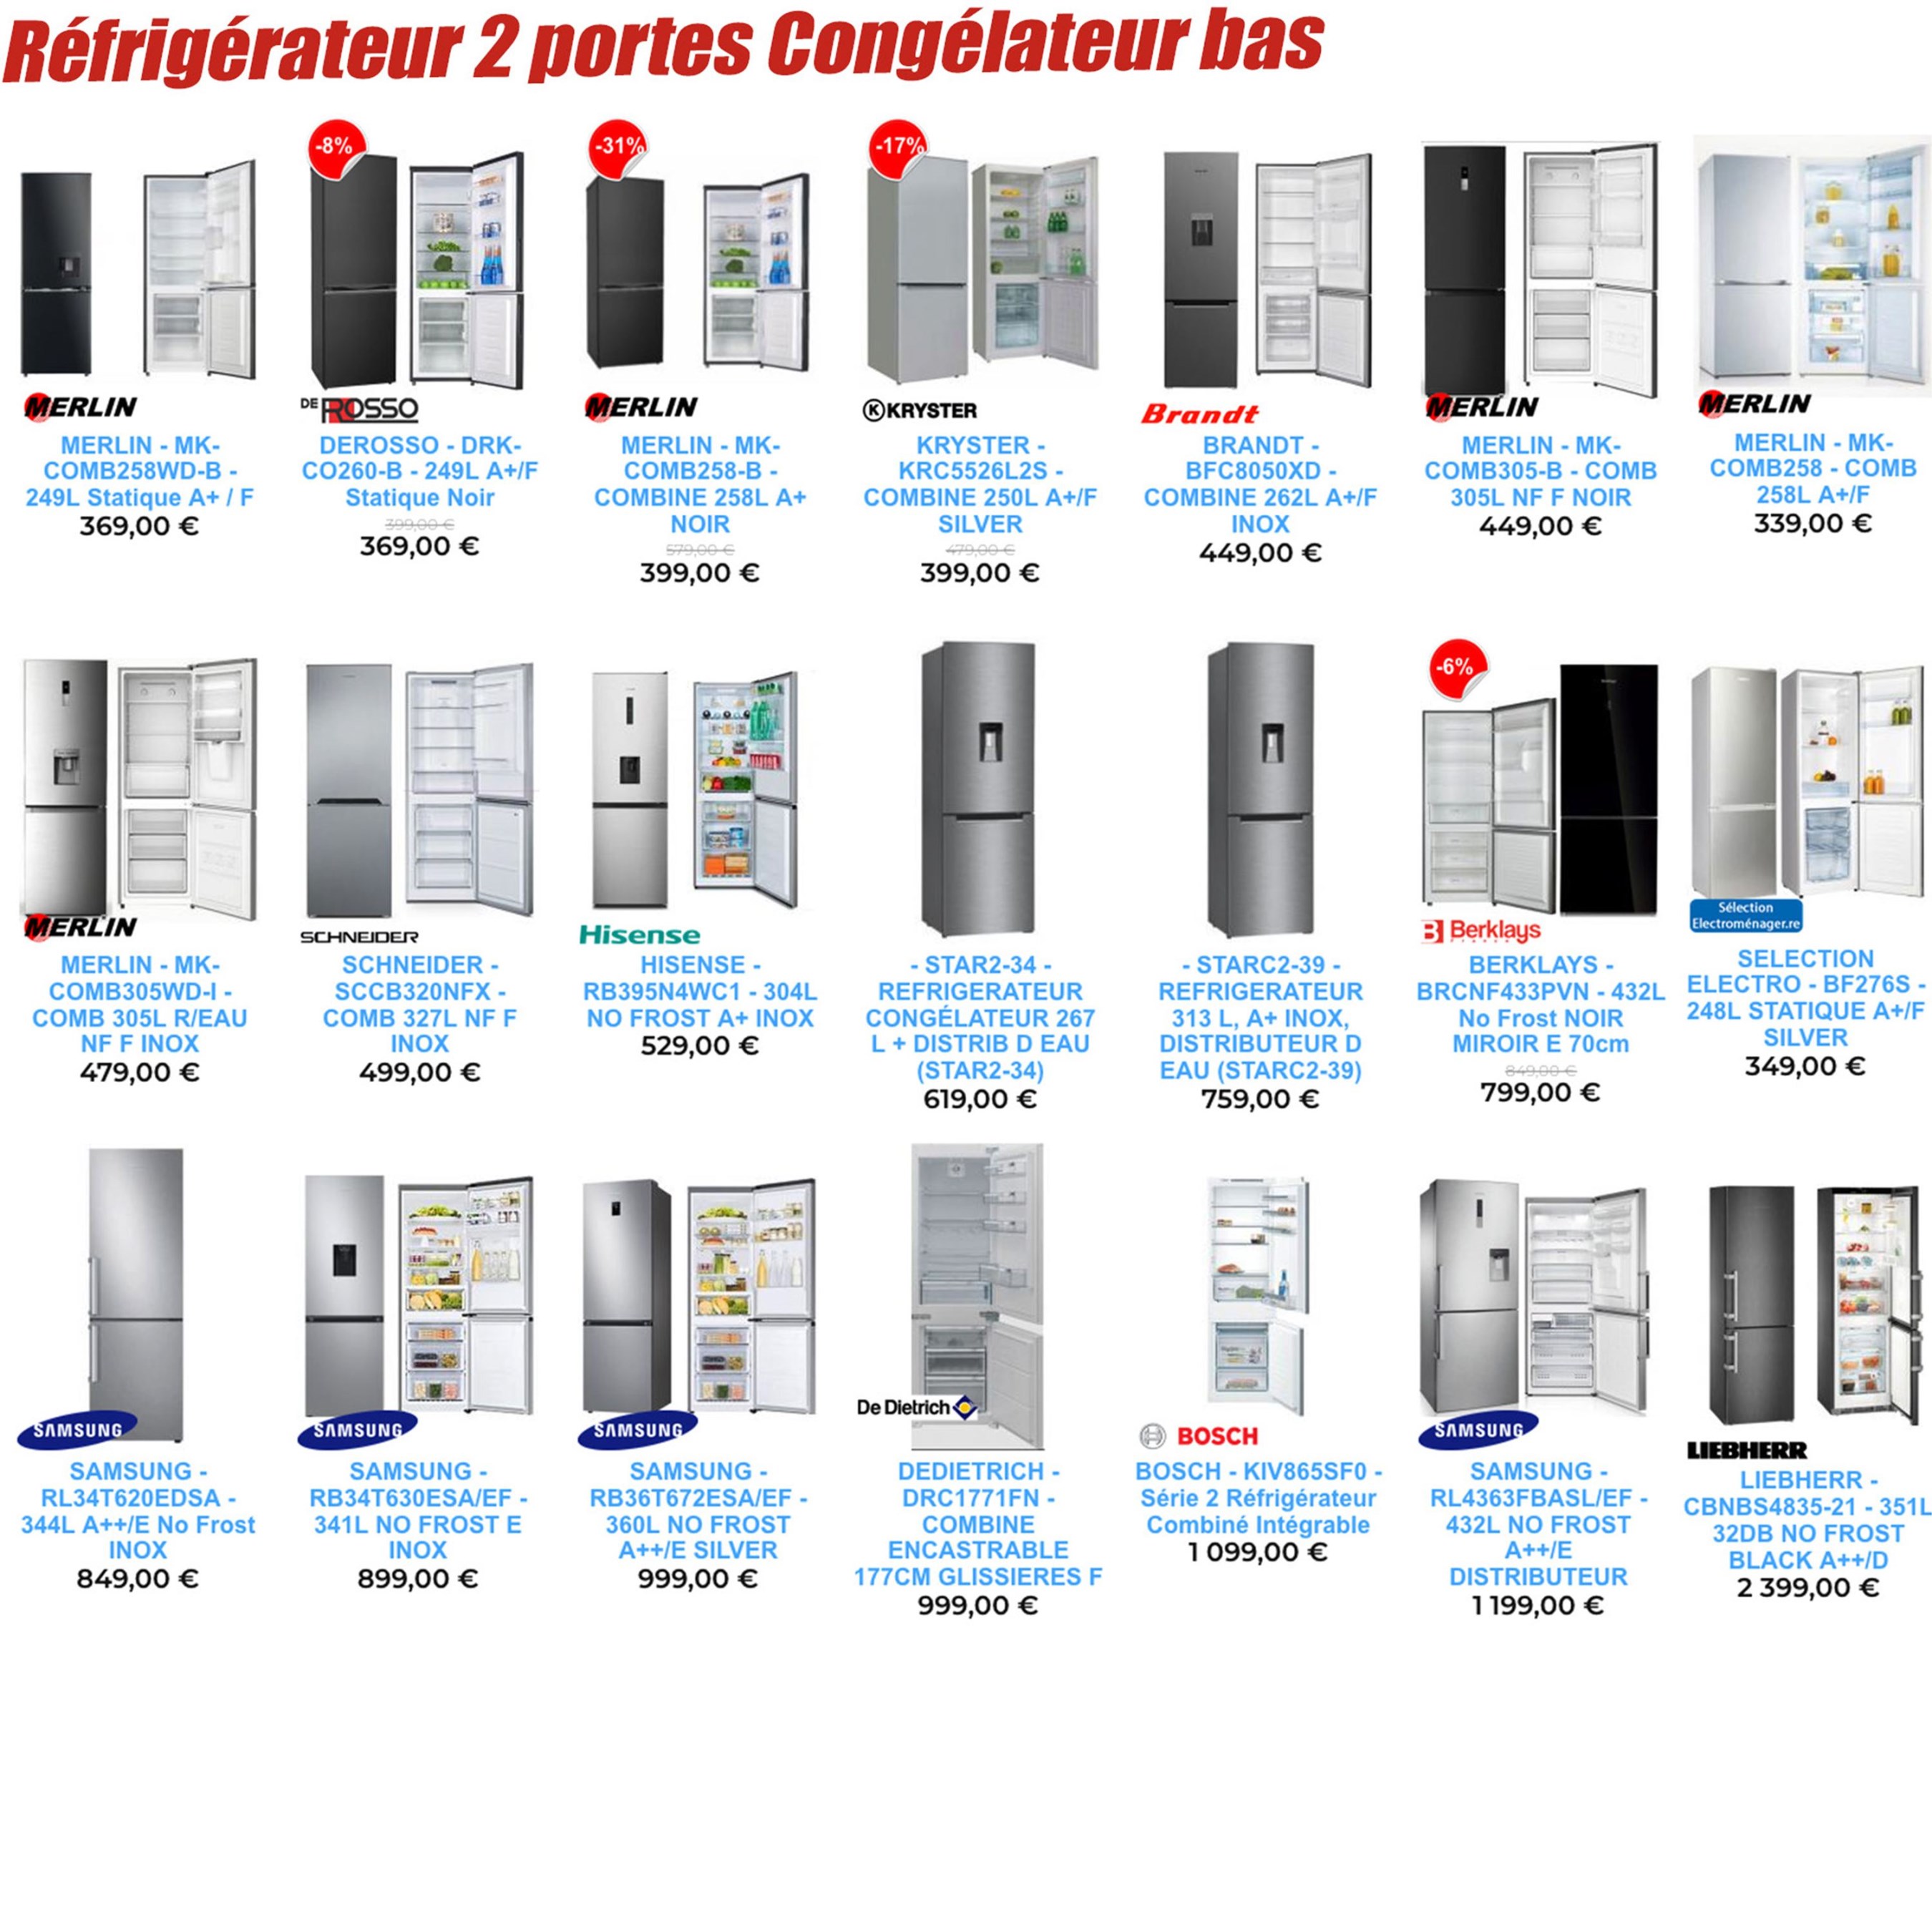 Réfrigérateur 2 portes Congélateur bas
MERLIN
MERLIN - MK-
COMB258WD-B -
249L Statique A+ / F
369,00 €
-8%
DE ROSSO
DEROSSO - DRK-
CO260-B - 249L A+/F
Statique Noir
399,00 €
369,00 €
-31%
MERLIN
MERLIN - MK-
COMB258-B -
COMBINE 258L A+
NOIR
579,00 €
399,00 €
-17%
K KRYSTER
KRYSTER -
KRC5526L2S -
COMBINE 250L A+/F
SILVER
479,00 €
399,00 €
Brandt
BRANDT -
BFC8050XD -
COMBINE 262L A+/F
INOX
449,00 €
MERLIN
MERLIN - MK-
COMB305-B - COMB
305L NF F NOIR
449,00 €
MERLIN
MERLIN - MK-
COMB258 - COMB
258L A+/F
339,00 €
MERLIN
MERLIN - MK-
COMB305WD-I -
COMB 305L R/EAU
NF F INOX
479,00 €
SCHNEIDER
SCHNEIDER -
SCCB320NFX -
COMB 327L NF F
INOX
499,00 €
Hisense
HISENSE -
RB395N4WC1 - 304L
NO FROST A+ INOX
529,00 €
- STAR2-34 -
REFRIGERATEUR
CONGÉLATEUR 267
L + DISTRIB D EAU
(STAR2-34)
619,00 €
- STARC2-39 -
REFRIGERATEUR
313 L, A+ INOX,
DISTRIBUTEUR D
EAU (STARC2-39)
759,00 €
-6%
B Berklays
BERKLAYS -
BRCNF433PVN - 432L
No Frost NOIR
MIROIR E 70cm
849,00 €
799,00 €
Sélection
Electroménager.re
SELECTION
ELECTRO - BF276S -
248L STATIQUE A+/F
SILVER
349,00 €
SAMSUNG
SAMSUNG -
RL34T620EDSA -
344L A++/E No Frost
INOX
849,00 €
SAMSUNG
SAMSUNG -
RB34T630ESA/EF -
341L NO FROST E
INOX
899,00 €
SAMSUNG
SAMSUNG -
RB36T672ESA/EF -
360L NO FROST
A++/E SILVER
999,00 €
De Dietrich
DEDIETRICH -
DRC1771FN -
COMBINE
ENCASTRABLE
177CM GLISSIERES F
999,00 €
BOSCH
BOSCH - KIV865SF0 -
Série 2 Réfrigérateur
Combiné Intégrable
1 099,00 €
SAMSUNG
SAMSUNG -
RL4363FBASL/EF -
432L NO FROST
A++/E
DISTRIBUTEUR
1 199,00 €
LIEBHERR
LIEBHERR -
CBNBS4835-21 - 351L
32DB NO FROST
BLACK A++/D
2 399,00 €